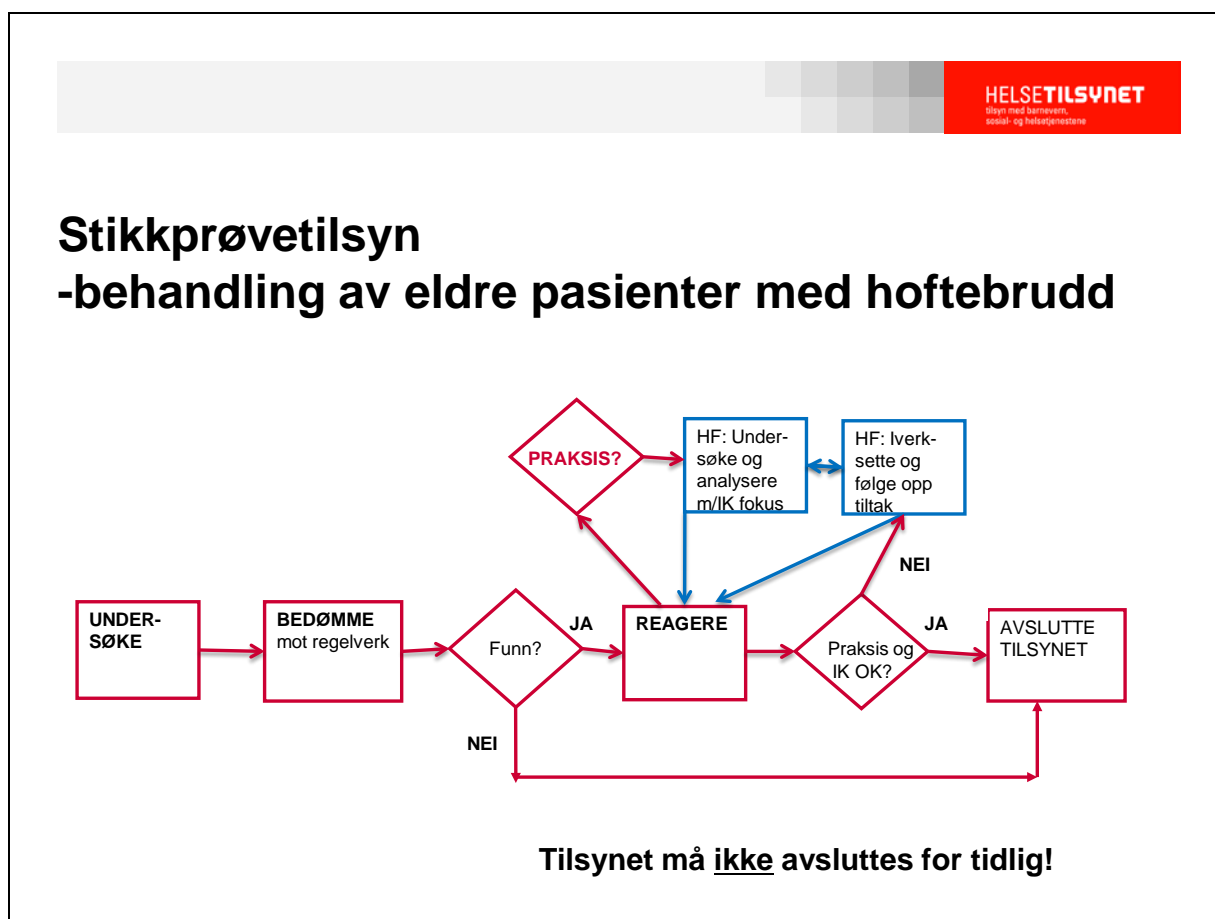 HELSETILSYNET
tilsyn med barnevern,
sosial- og helsetjenestene
Stikkprøvetilsyn
-behandling av eldre pasienter med hoftebrudd
PRAKSIS?
HF: Under-
søke og
analysere
m/IK fokus
HF: Iverk-
sette og
følge opp
tiltak
NEI
UNDER-
SØKE
BEDØMME
mot regelverk
Funn?
JA
REAGERE
Praksis og
IK OK?
JA
AVSLUTTE
TILSYNET
NEI
Tilsynet må ikke avsluttes for tidlig!